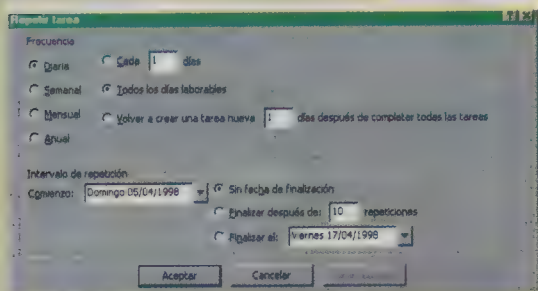 Repetir tarea
Frecuencia
Diaria
Cada 1 días
Semanal
Todos los días laborables
Mensual
Volver a crear una tarea nueva 1 días después de completar todas las tareas
Anual
Intervalo de repetición
Comienzo: Domingo 05/04/1998
Sin fecha de finalización
Finalizar después de: 10 repeticiones
Finalizar el: Viernes 17/04/1998
Aceptar Cancelar